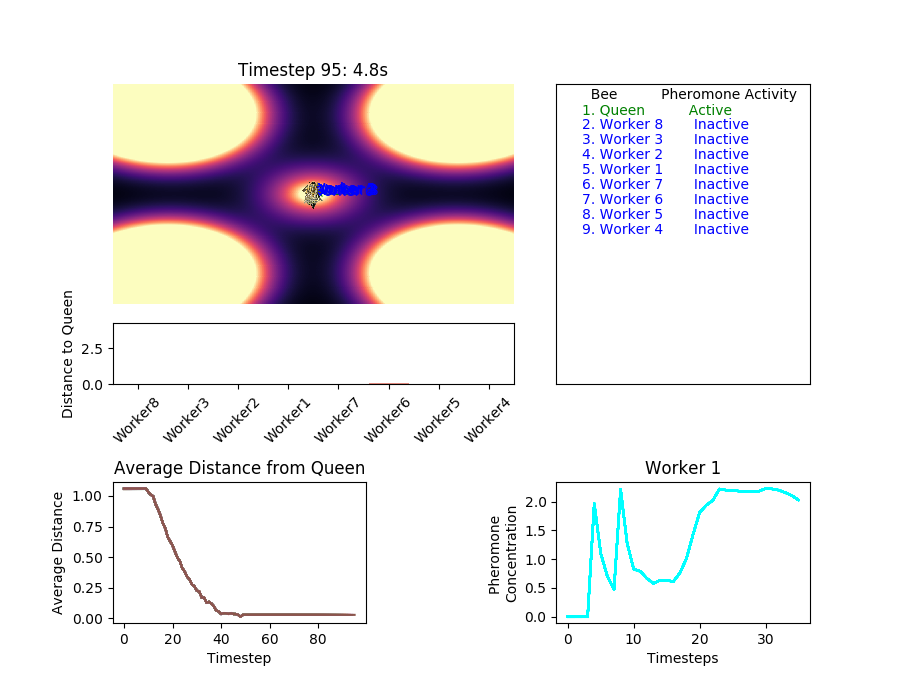 Timestep 95: 4.8s
Bee Pheromone Activity
1. Queen Active
2. Worker 8 Inactive
3. Worker 3 Inactive
4. Worker 2 Inactive
5. Worker 1 Inactive
6. Worker 7 Inactive
7. Worker 6 Inactive
8. Worker 5 Inactive
9. Worker 4 Inactive
Distance to Queen
2.5
0.0
Worker8 Worker3 Worker2 Worker1 Worker7 Worker6 Worker5 Worker4
Average Distance from Queen
Average Distance
1.00
0.75
0.50
0.25
0.00
0 20 40 60 80
Timestep
Worker 1
Pheromone
Concentration
2.0
1.5
1.0
0.5
0.0
0 10 20 30
Timesteps